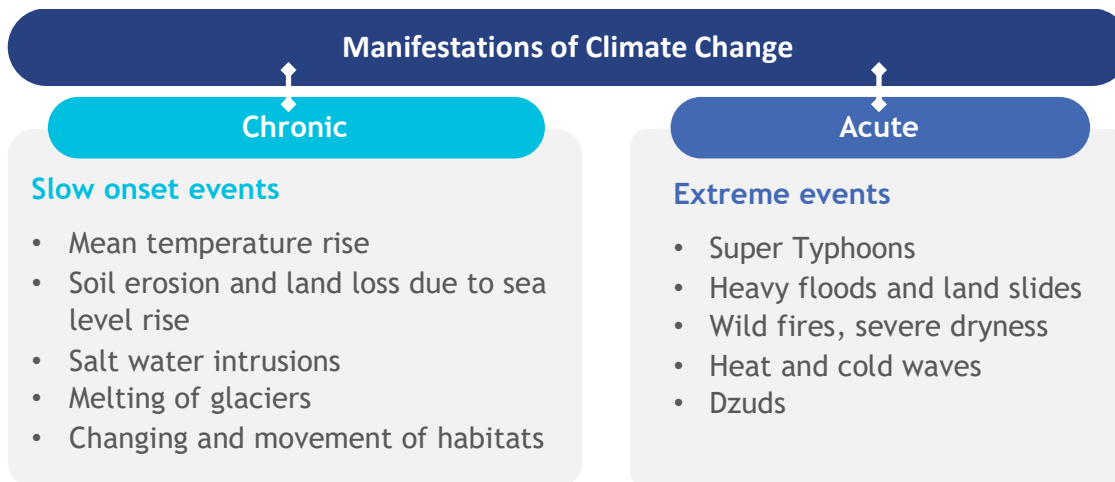 Manifestations of Climate Change
Chronic
Slow onset events
• Mean temperature rise
• Soil erosion and land loss due to sea
level rise
• Salt water intrusions
• Melting of glaciers
• Changing and movement of habitats
Acute
Extreme events
• Super Typhoons
• Heavy floods and land slides
• Wild fires, severe dryness
• Heat and cold waves
• Dzuds